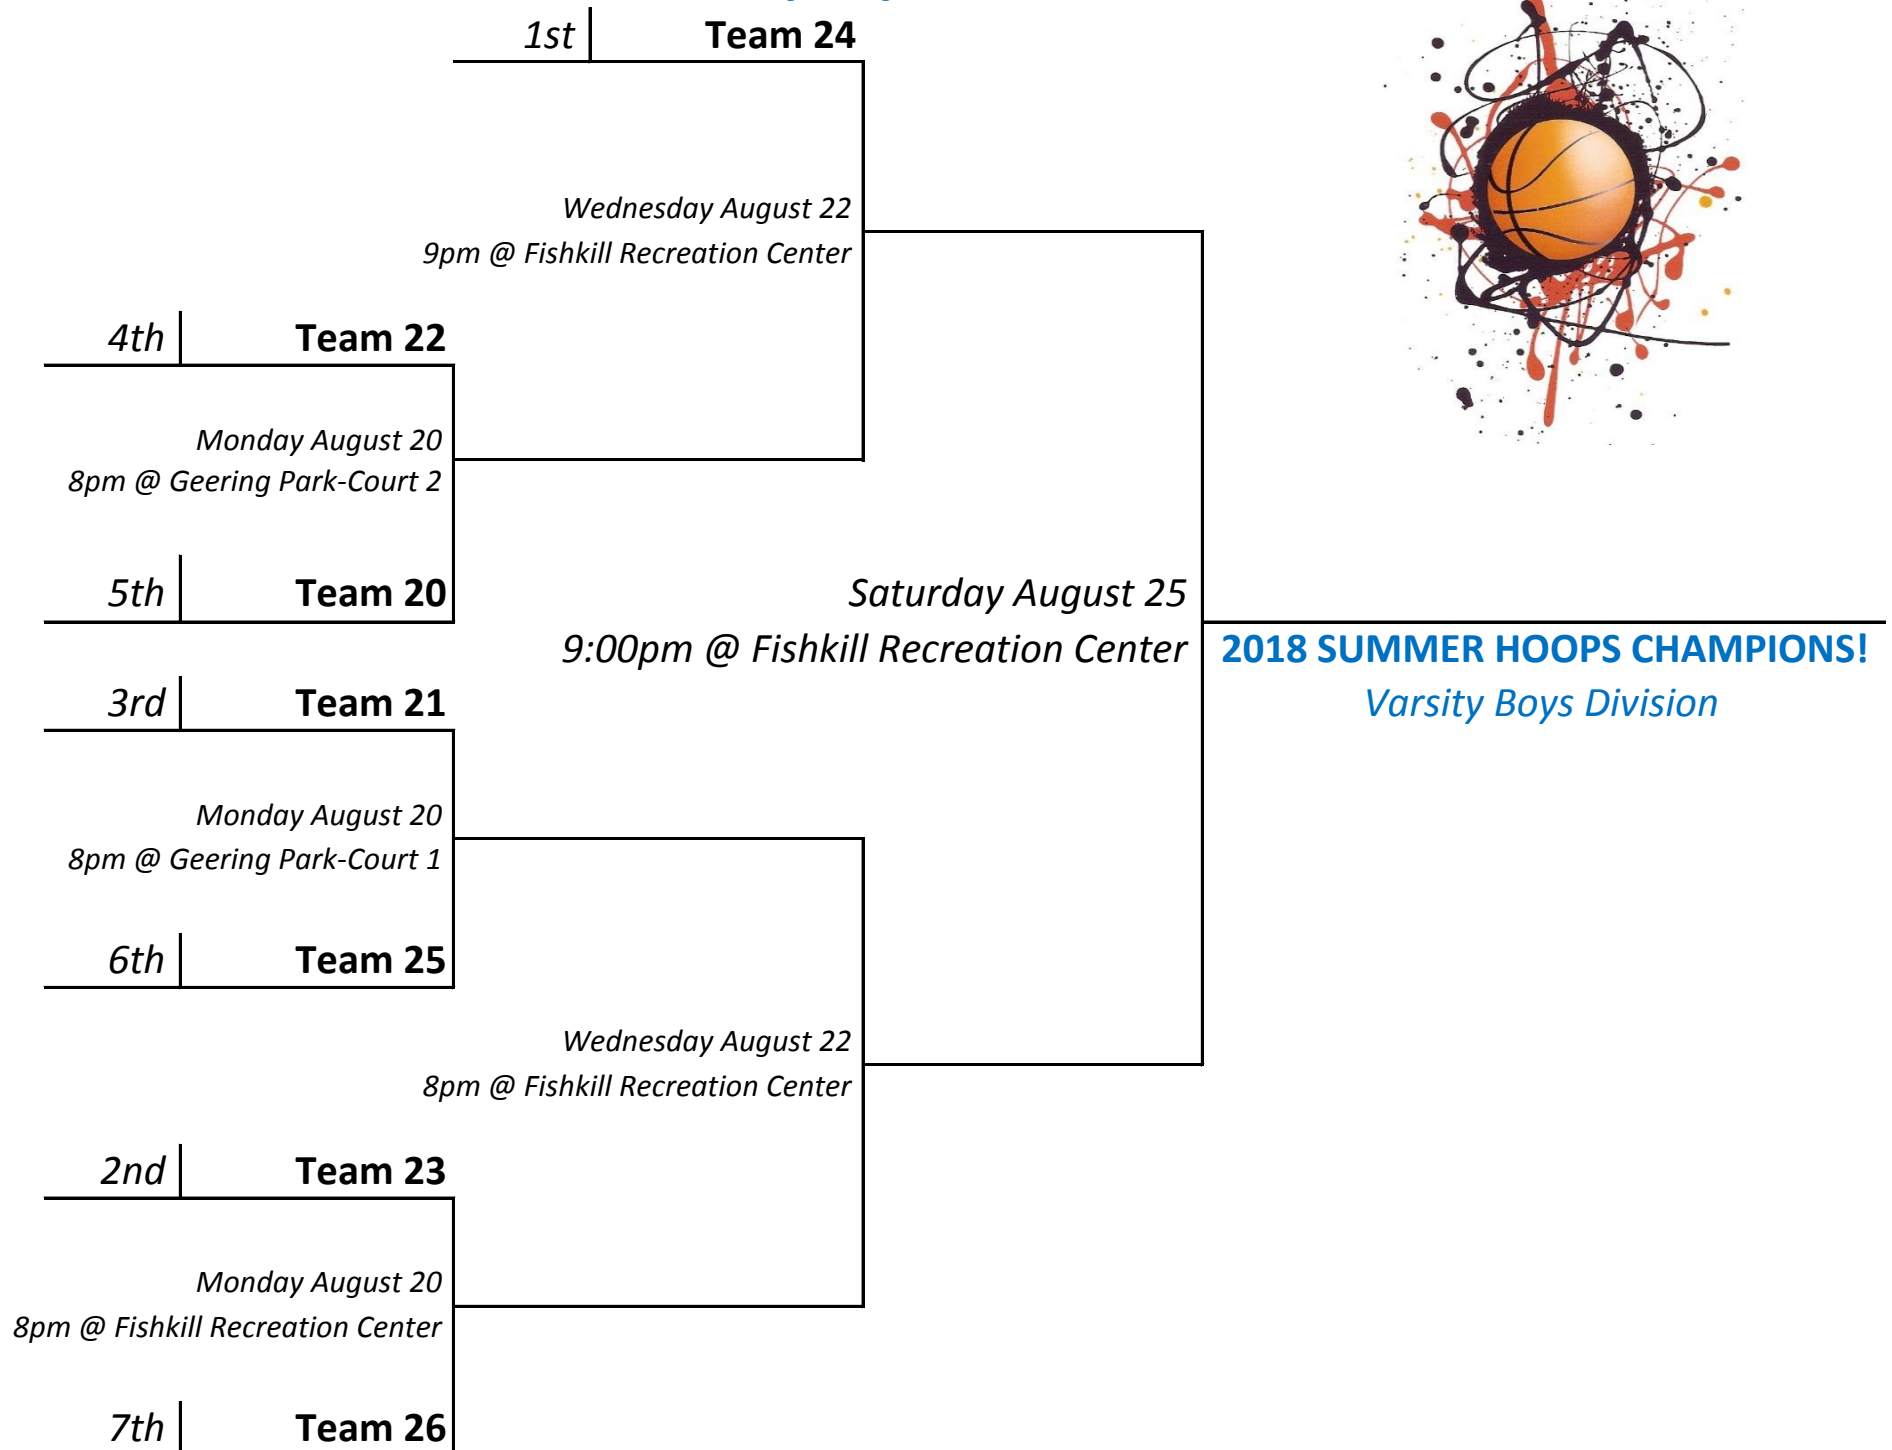 1st Team 24
Wednesday August 22
9pm @ Fishkill Recreation Center
4th Team 22
Monday August 20
8pm @ Geering Park-Court 2
5th Team 20
Saturday August 25
9:00pm @ Fishkill Recreation Center
2018 SUMMER HOOPS CHAMPIONS!
Varsity Boys Division
3rd Team 21
Monday August 20
8pm @ Geering Park-Court 1
6th Team 25
Wednesday August 22
8pm @ Fishkill Recreation Center
2nd Team 23
Monday August 20
8pm @ Fishkill Recreation Center
7th Team 26